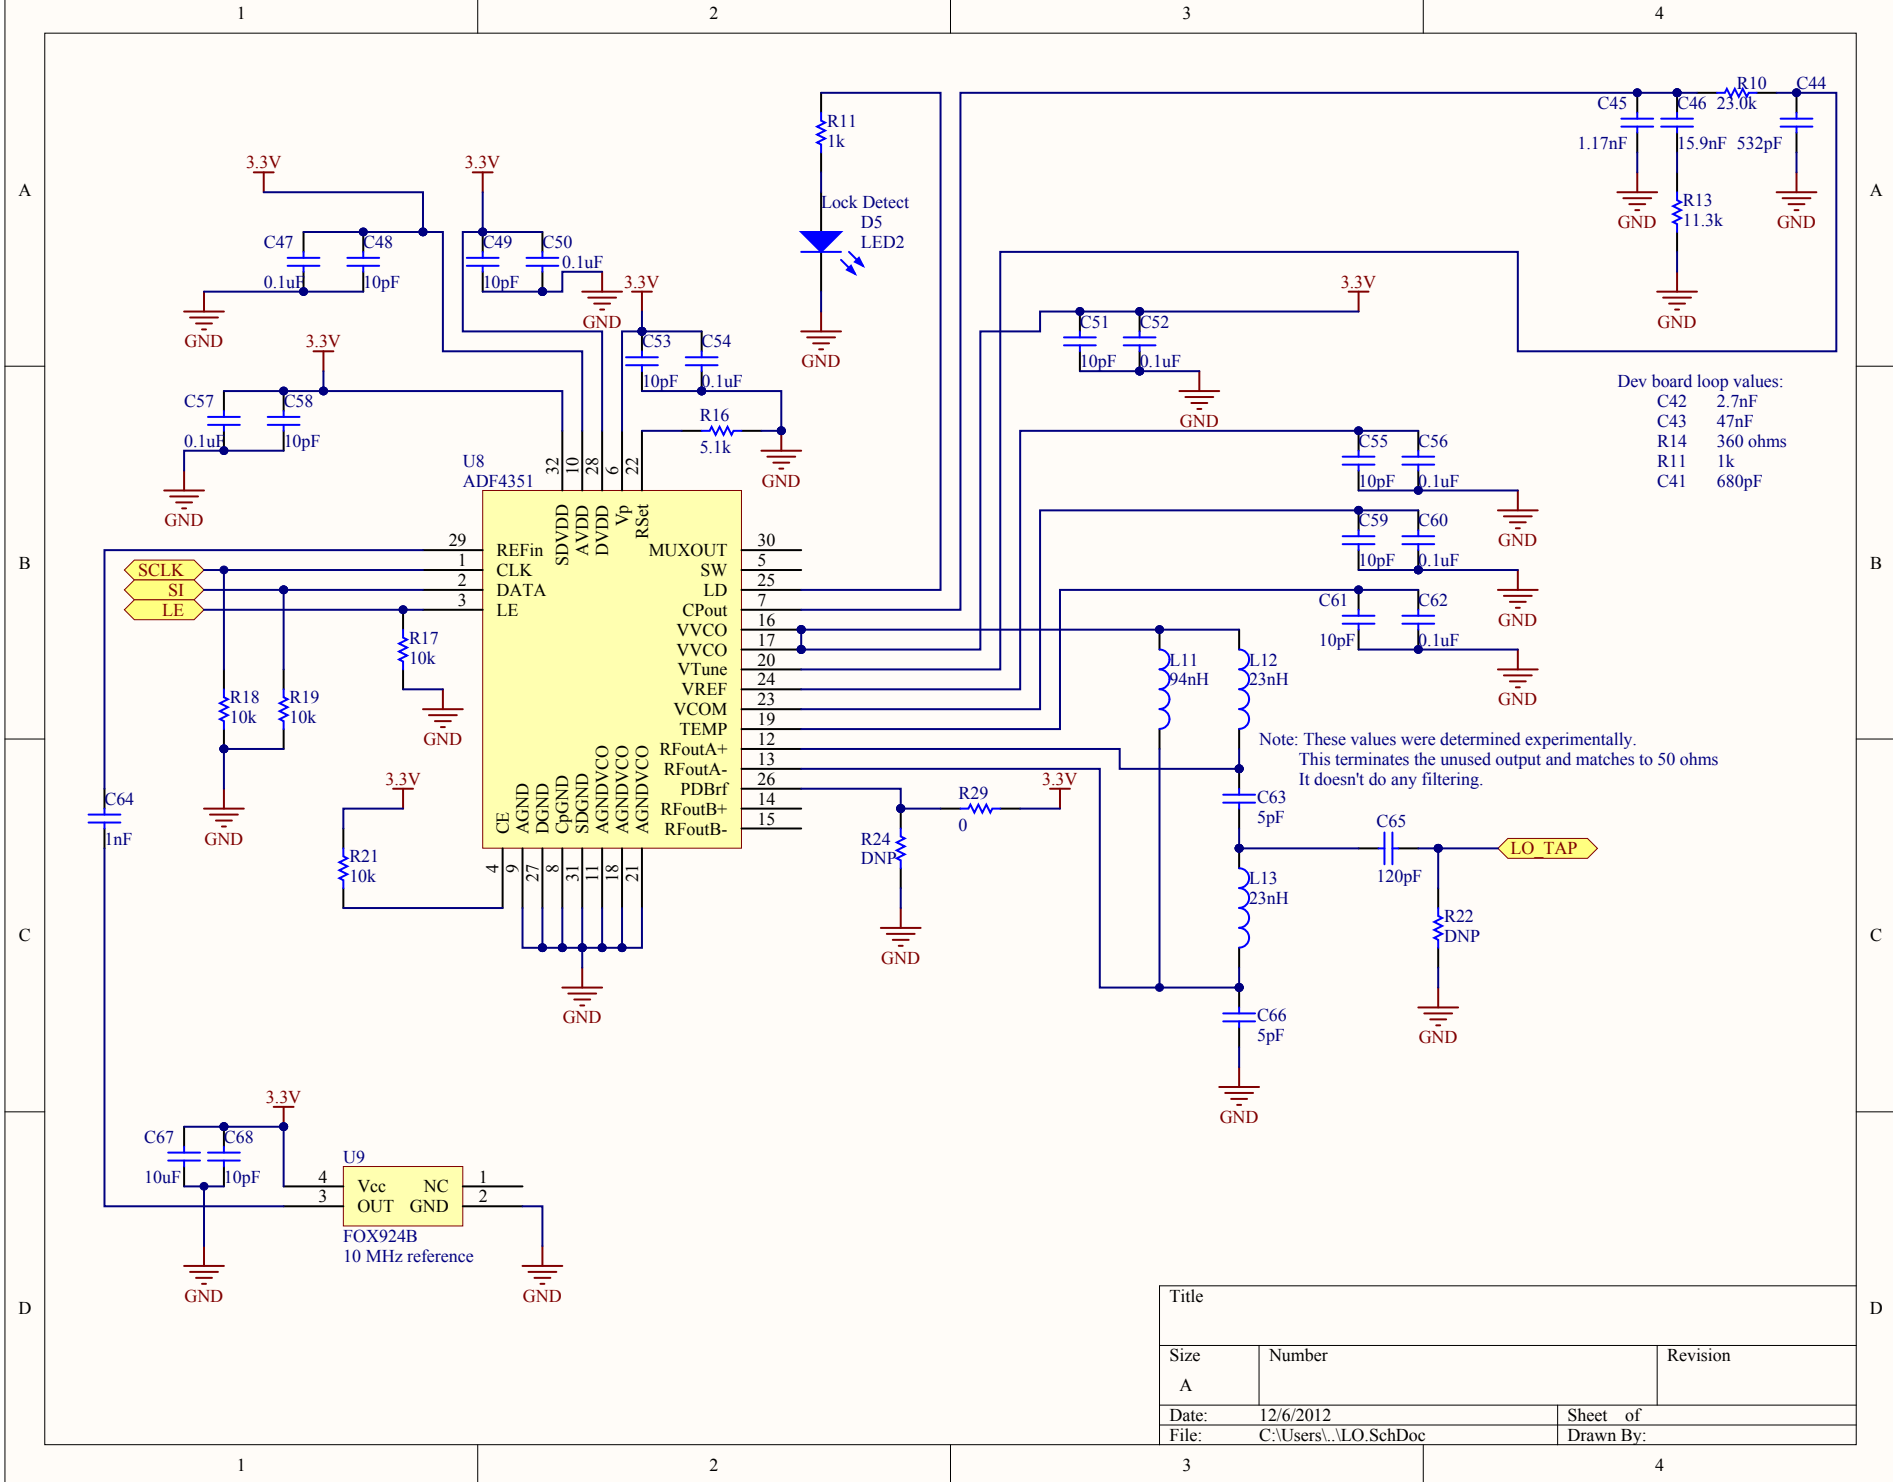 1 2 3 4
A
B
C
D
A
B
C
D
R10
23.0k
C44
532pF
C45
1.17nF
C46
15.9nF
R13
11.3k
GND
GND
GND
R11
1k
Lock Detect
D5
LED2
GND
3.3V
C47
0.1uF
C48
10pF
GND
3.3V
C49
10pF
C50
0.1uF
GND
3.3V
C53
10pF
C54
0.1uF
R16
5.1k
GND
3.3V
C57
0.1uF
C58
10pF
GND
3.3V
C51
10pF
C52
0.1uF
GND
Dev board loop values:
C42 2.7nF
C43 47nF
R14 360 ohms
R11 1k
C41 680pF
C55
10pF
C56
0.1uF
GND
C59
10pF
C60
0.1uF
GND
C61
10pF
C62
0.1uF
GND
U8
ADF4351
32 10 28 6 22
SDVDD AVDD DVDD Vp RSet
29 REFin
1 CLK
2 DATA
3 LE
MUXOUT 30
SW 5
LD 25
CPout 7
VVCO 16
VVCO 17
VTune 20
VREF 24
VCOM 23
TEMP 19
RFoutA+ 12
RFoutA- 13
PDBrf 26
RFoutB+ 14
RFoutB- 15
CE AGND DGND CpGND SDGND AGNDVCO AGNDVCO AGNDVCO
4 9 27 8 31 11 18 21
GND
SCLK
SI
LE
R17
10k
GND
R18
10k
R19
10k
GND
3.3V
R21
10k
C64
1nF
L11
94nH
L12
23nH
Note: These values were determined experimentally.
This terminates the unused output and matches to 50 ohms
It doesn't do any filtering.
3.3V
R29
0
R24
DNP
GND
C63
5pF
C65
120pF
LO_TAP
L13
23nH
R22
DNP
GND
C66
5pF
GND
3.3V
C67
10uF
C68
10pF
GND
U9
4 Vcc NC 1
3 OUT GND 2
FOX924B
10 MHz reference
GND
Title
Size
A
Number
Revision
Date: 12/6/2012
Sheet of
File: C:\Users\..\LO.SchDoc
Drawn By:
1 2 3 4